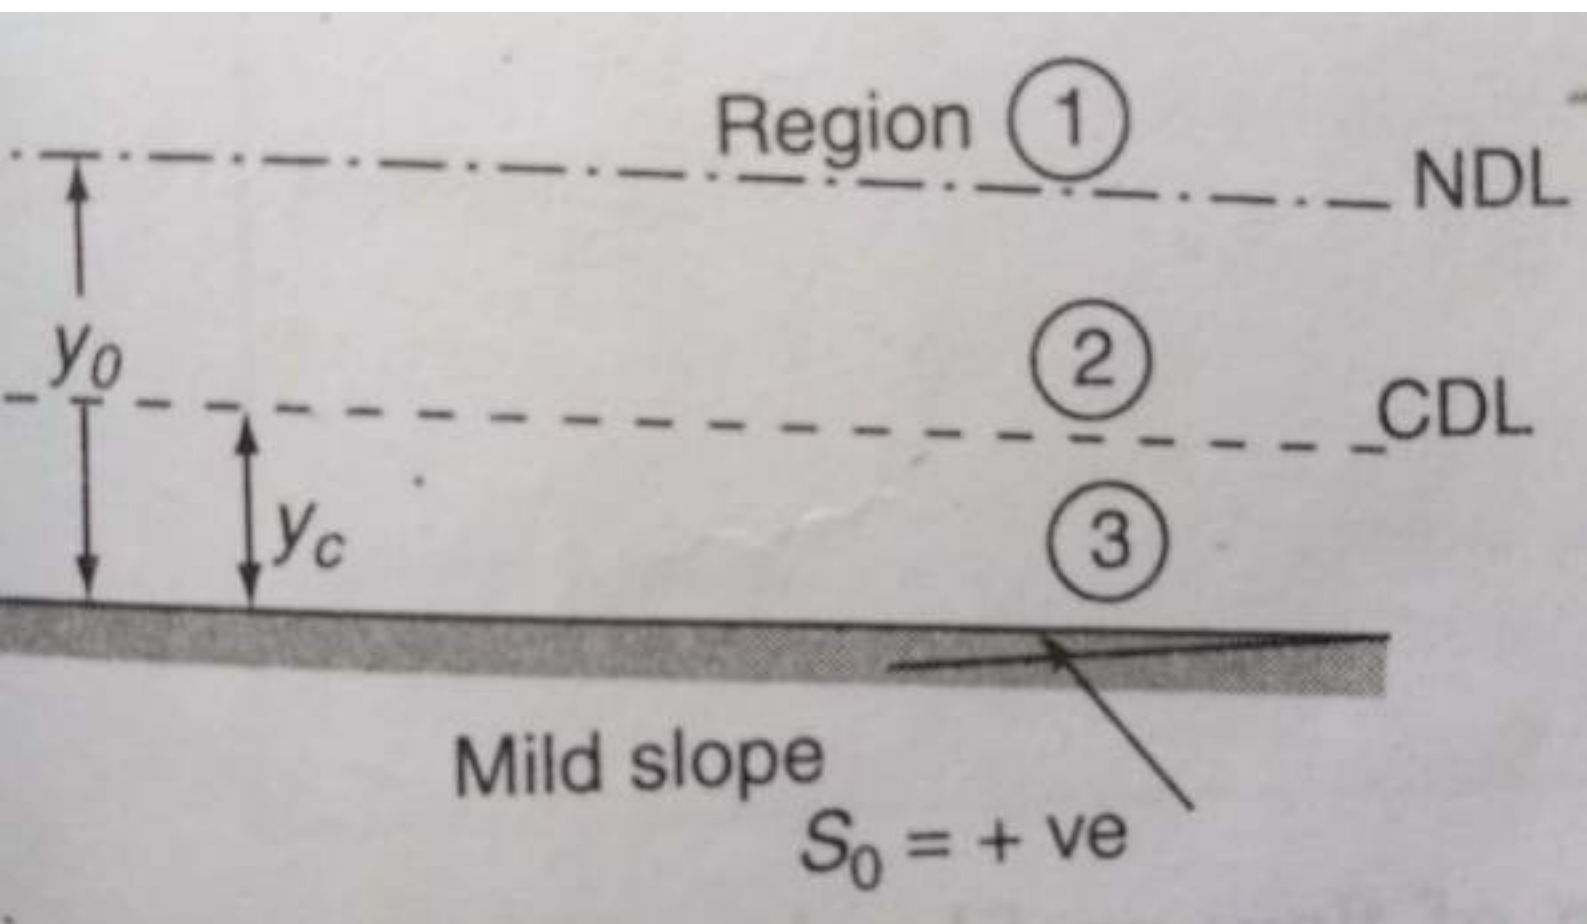 Region 1
NDL
y0
2
CDL
yc
3
Mild slope
S0 = + ve